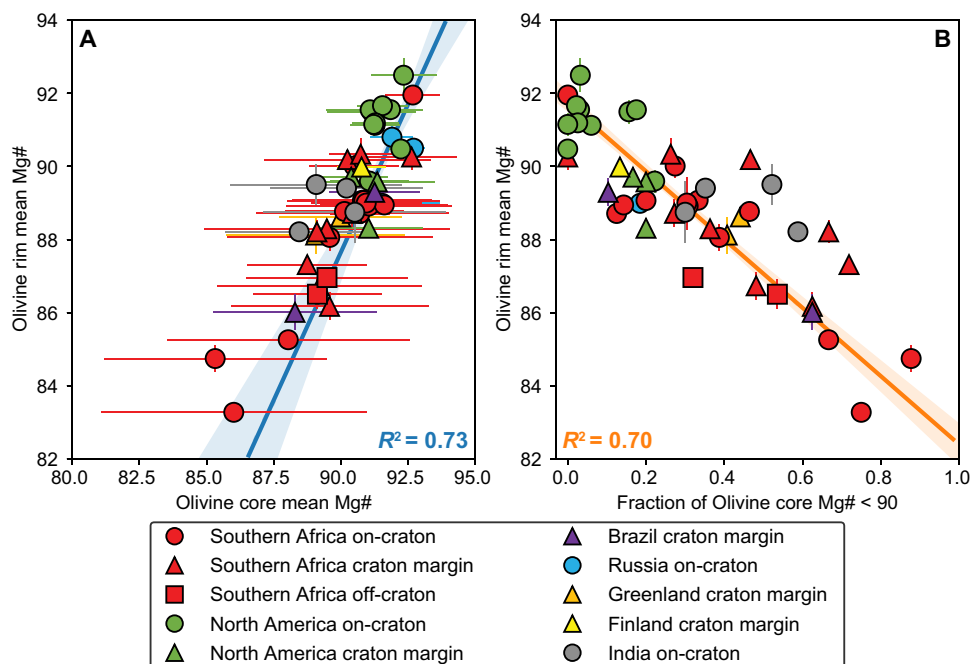 A
Olivine rim mean Mg#
94
92
90
88
86
84
82
80.0 82.5 85.0 87.5 90.0 92.5 95.0
Olivine core mean Mg#
R² = 0.73
B
Olivine rim mean Mg#
94
92
90
88
86
84
82
0.0 0.2 0.4 0.6 0.8 1.0
Fraction of Olivine core Mg# < 90
R² = 0.70
Southern Africa on-craton
Southern Africa craton margin
Southern Africa off-craton
North America on-craton
North America craton margin
Brazil craton margin
Russia on-craton
Greenland craton margin
Finland craton margin
India on-craton